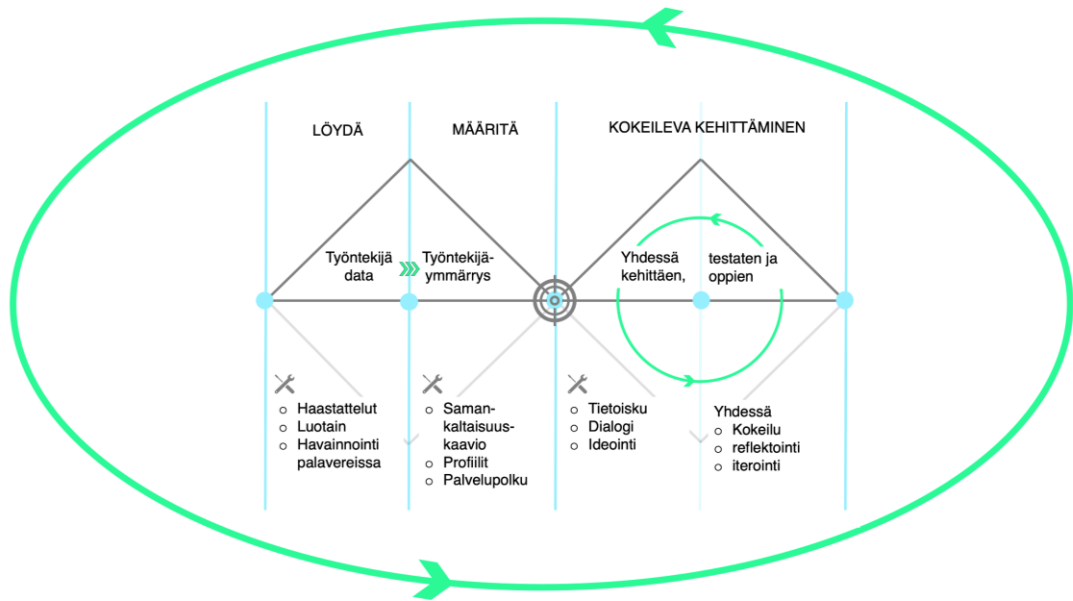 LÖYDÄ
MÄÄRITÄ
KOKEILEVA KEHITTÄMINEN
Työntekijä
data
Työntekijä-
ymmärrys
Yhdessä
kehittäen,
testaten ja
oppien
○ Haastattelut
○ Luotain
○ Havainnointi
palavereissa
○ Saman-
kaltaisuus-
kaavio
○ Profiilit
○ Palvelupolku
○ Tietoisku
○ Dialogi
○ Ideointi
Yhdessä
○ Kokeilu
○ reflektointi
○ iterointi